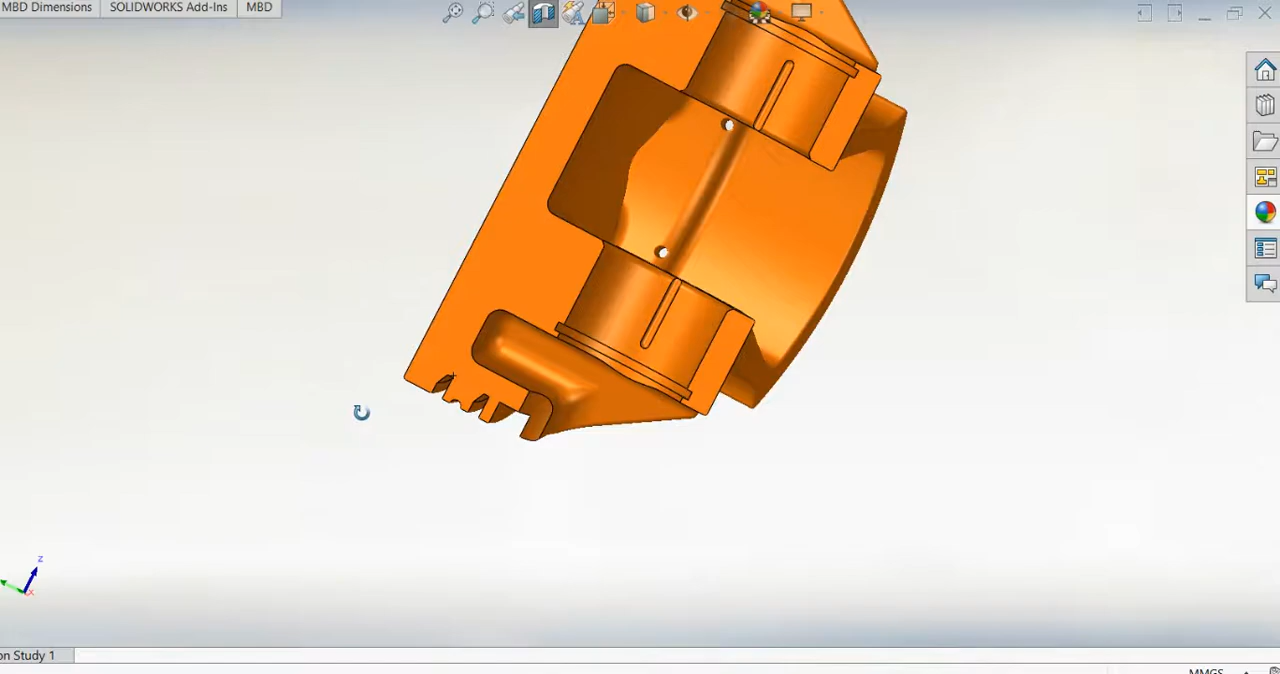 MBD Dimensions
SOLIDWORKS Add-Ins
MBD
z
x
on Study 1
MMGS